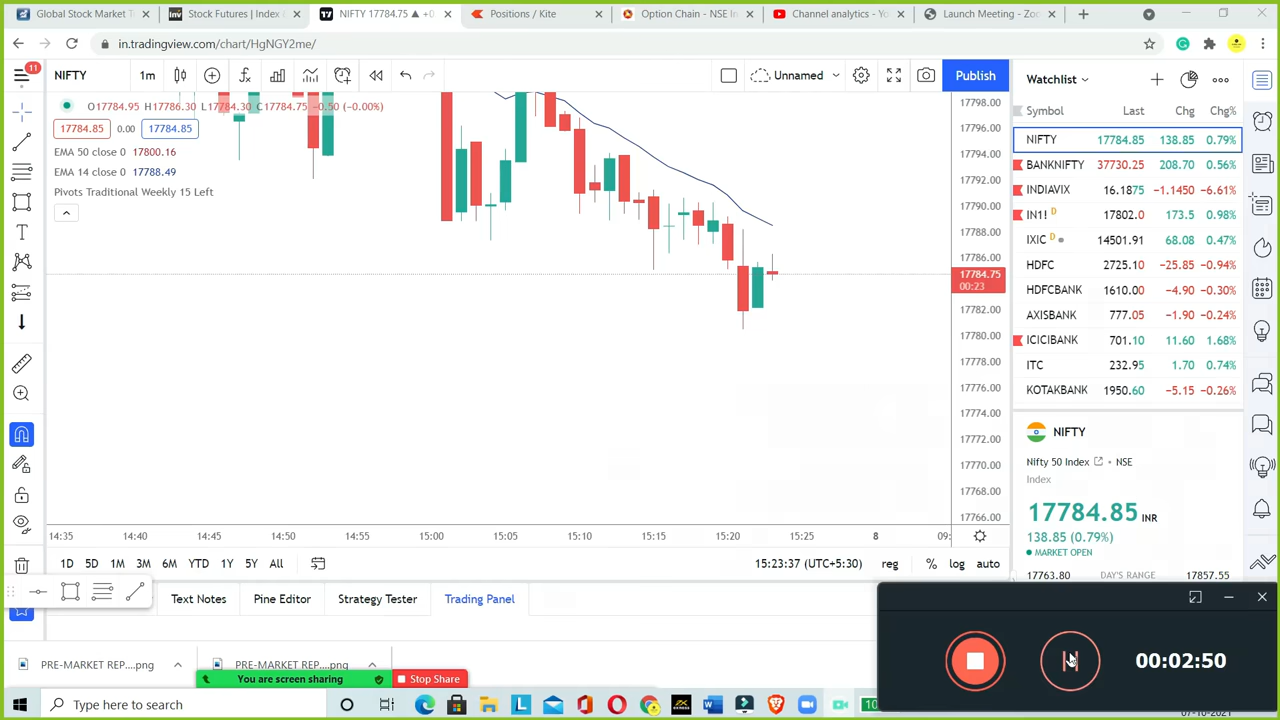 Global Stock Market T
Stock Futures | Index
NIFTY 17784.75 ▲ +0
Positions / Kite
Option Chain - NSE In
Channel analytics - Yo
Launch Meeting - Zoo
in.tradingview.com/chart/HgNGY2me/
11
NIFTY
1m
Unnamed
Publish
Watchlist
O17784.95 H17786.30 L17784.30 C17784.75 -0.50 (-0.00%)
17784.85 0.00 17784.85
EMA 50 close 0 17800.16
EMA 14 close 0 17788.49
Pivots Traditional Weekly 15 Left
17798.00
17796.00
17794.00
17792.00
17790.00
17788.00
17786.00
17784.75
00:23
17782.00
17780.00
17778.00
17776.00
17774.00
17772.00
17770.00
17768.00
17766.00
Symbol Last Chg Chg%
NIFTY 17784.85 138.85 0.79%
BANKNIFTY 37730.25 208.70 0.56%
INDIAVIX 16.1875 −1.1450 −6.61%
IN1! D 17802.0 173.5 0.98%
IXIC D 14501.91 68.08 0.47%
HDFC 2725.10 −25.85 −0.94%
HDFCBANK 1610.00 −4.90 −0.30%
AXISBANK 777.05 −1.90 −0.24%
ICICIBANK 701.10 11.60 1.68%
ITC 232.95 1.70 0.74%
KOTAKBANK 1950.60 −5.15 −0.26%
NIFTY
Nifty 50 Index • NSE
Index
17784.85 INR
138.85 (0.79%)
MARKET OPEN
17763.80 DAY'S RANGE 17857.55
14:35 14:40 14:45 14:50 14:55 15:00 15:05 15:10 15:15 15:20 15:25 8 09:
1D 5D 1M 3M 6M YTD 1Y 5Y All
15:23:37 (UTC+5:30) reg % log auto
Text Notes Pine Editor Strategy Tester Trading Panel
00:02:50
PRE-MARKET REP....png
PRE-MARKET REP....png
You are screen sharing
Stop Share
Type here to search